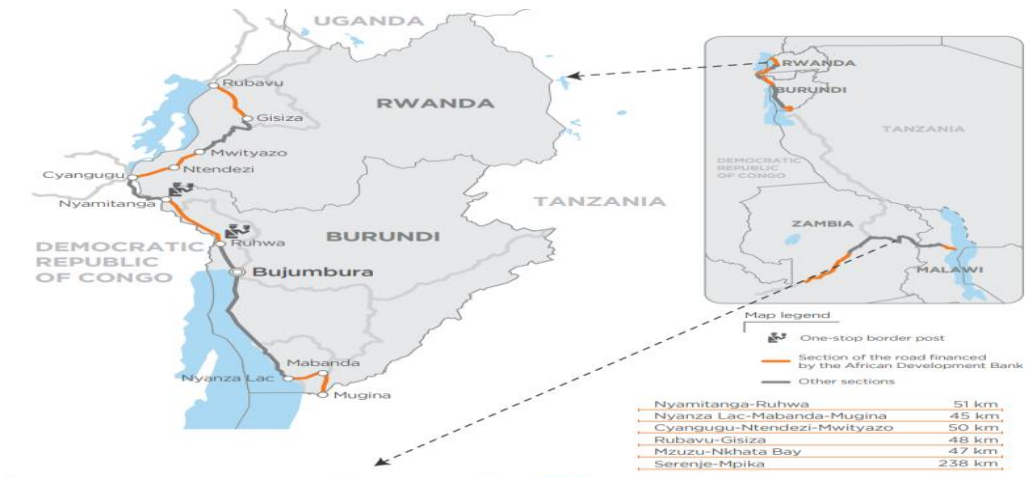 UGANDA
Rubavu
RWANDA
Gisiza
Mwityazo
Ntendezi
Cyangugu
Nyamitanga
TANZANIA
DEMOCRATIC
REPUBLIC
OF CONGO
Ruhwa
BURUNDI
Bujumbura
Mabanda
Nyanza Lac
Mugina
RWANDA
BURUNDI
TANZANIA
DEMOCRATIC
REPUBLIC
OF CONGO
ZAMBIA
MALAWI
Map legend
One-stop border post
Section of the road financed
by the African Development Bank
Other sections
Nyamitanga-Ruhwa 51 km
Nyanza Lac-Mabanda-Mugina 45 km
Cyangugu-Ntendezi-Mwityazo 50 km
Rubavu-Gisiza 48 km
Mzuzu-Nkhata Bay 47 km
Serenje-Mpika 238 km